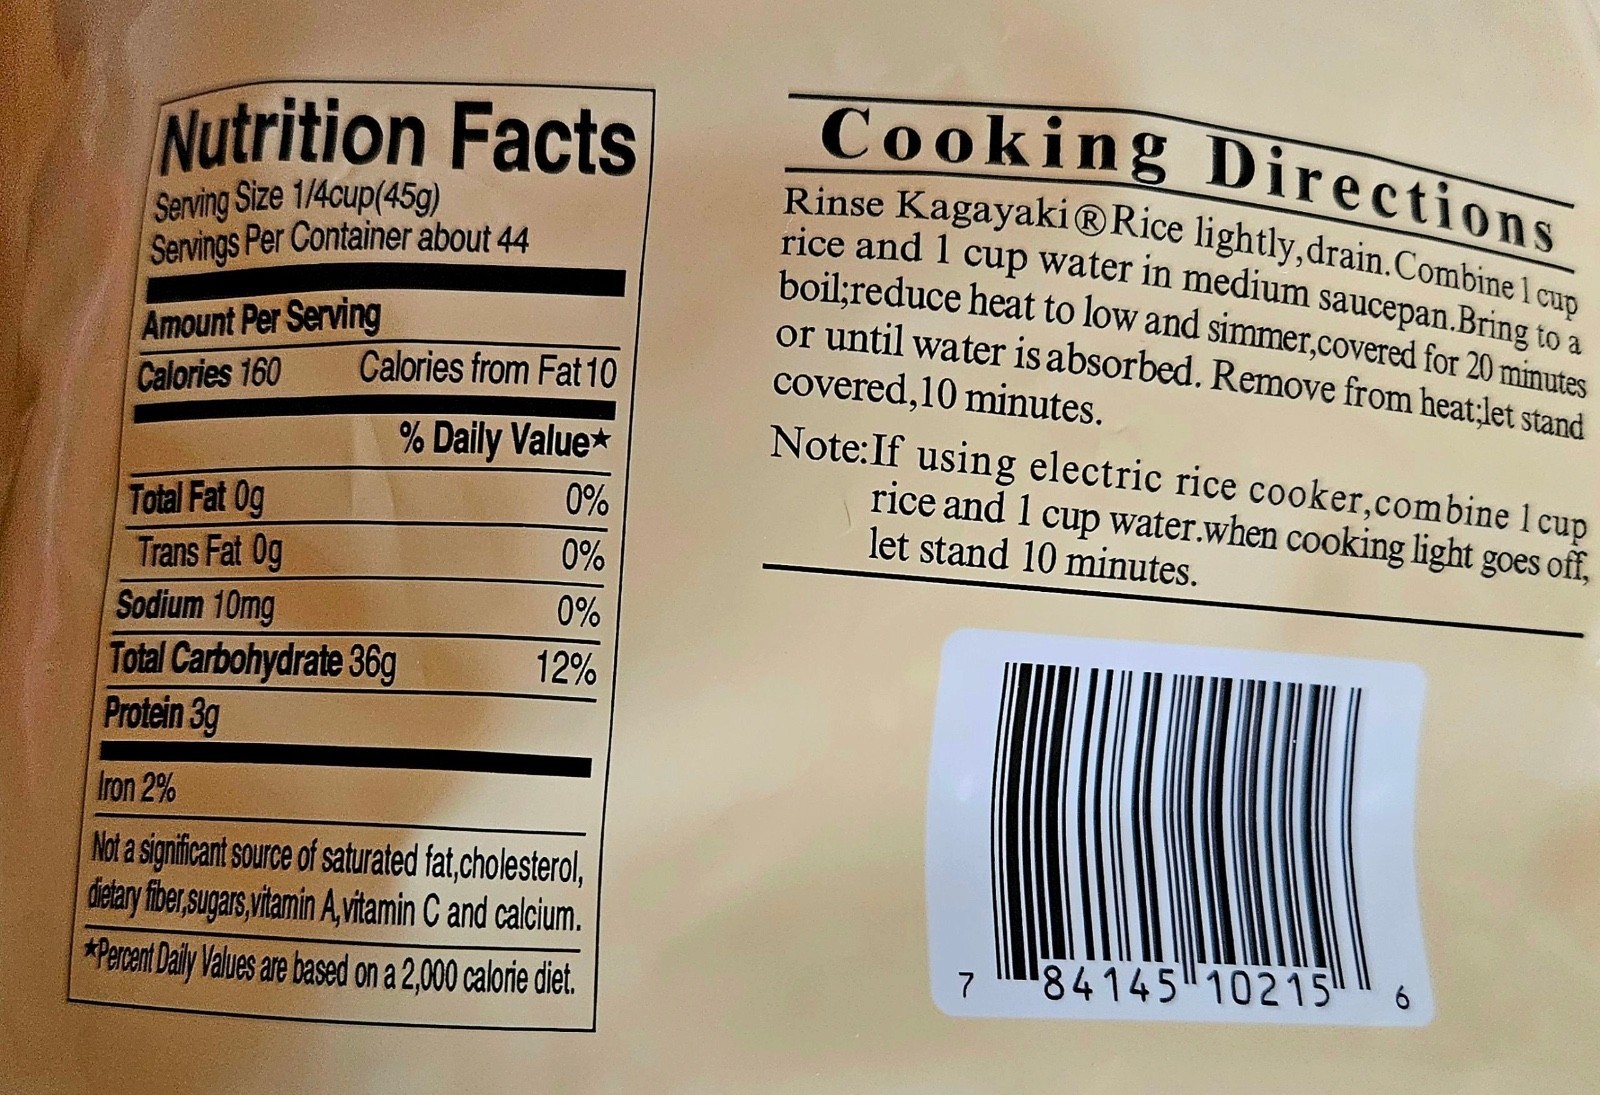 Nutrition Facts
Serving Size 1/4cup(45g)
Servings Per Container about 44
Amount Per Serving
Calories 160 Calories from Fat 10
% Daily Value★
Total Fat 0g 0%
Trans Fat 0g 0%
Sodium 10mg 0%
Total Carbohydrate 36g 12%
Protein 3g
Iron 2%
Not a significant source of saturated fat,cholesterol,
dietary fiber,sugars,vitamin A,vitamin C and calcium.
★Percent Daily Values are based on a 2,000 calorie diet.
Cooking Directions
Rinse Kagayaki®Rice lightly,drain.Combine 1 cup
rice and 1 cup water in medium saucepan.Bring to a
boil;reduce heat to low and simmer,covered for 20 minutes
or until water is absorbed. Remove from heat;let stand
covered,10 minutes.
Note:If using electric rice cooker,combine 1 cup
rice and 1 cup water.when cooking light goes off,
let stand 10 minutes.
7 84145 10215 6